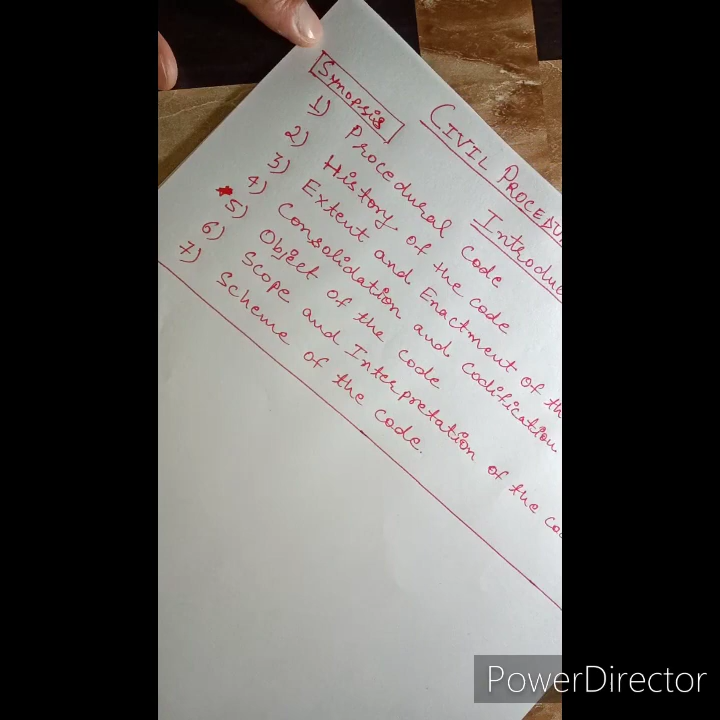 CIVIL PROCEDU
Introduc
Synopsis
1) Procedural Code
2) History of the code
3) Extent and Enactment of th
4) Consolidation and codification
5) Object of the code
6) Scope and Interpretation of the co
7) Scheme of the code.
PowerDirector